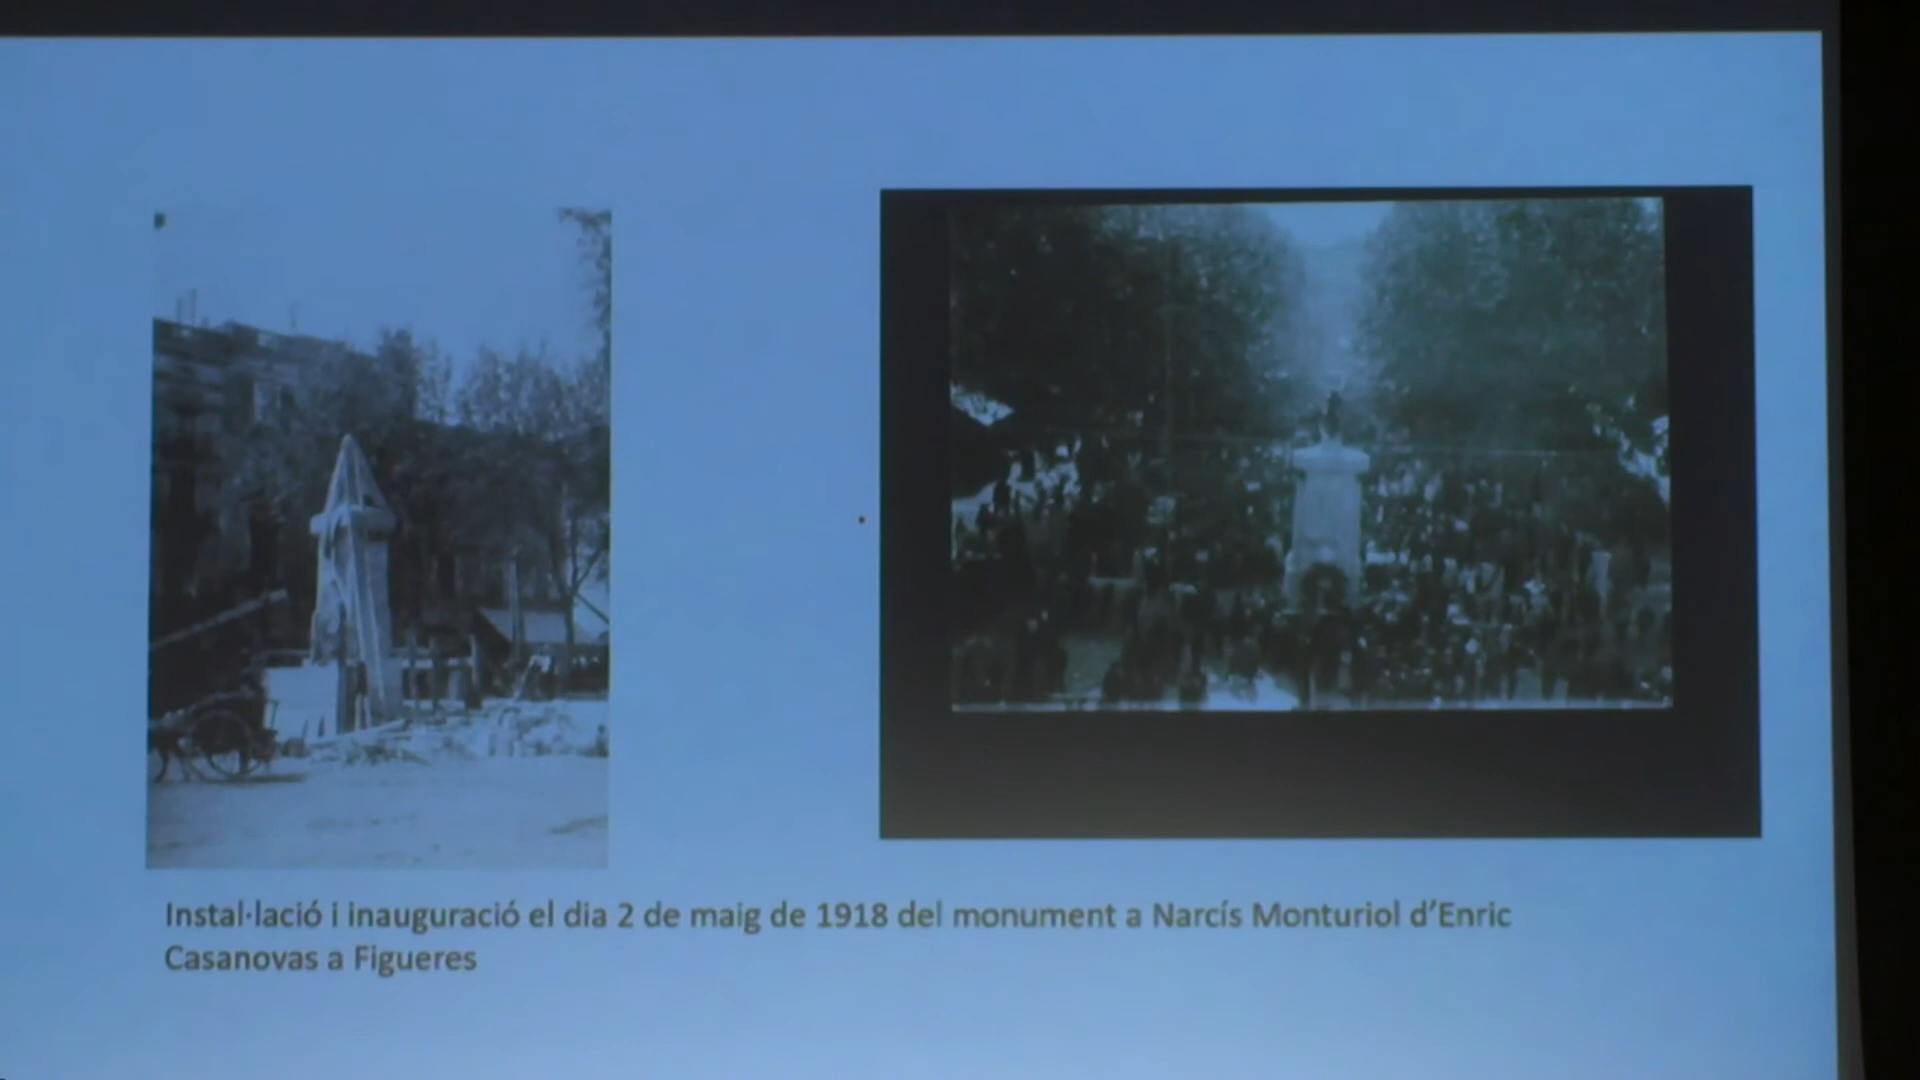 Instal·lació i inauguració el dia 2 de maig de 1918 del monument a Narcís Monturiol d’Enric
Casanovas a Figueres